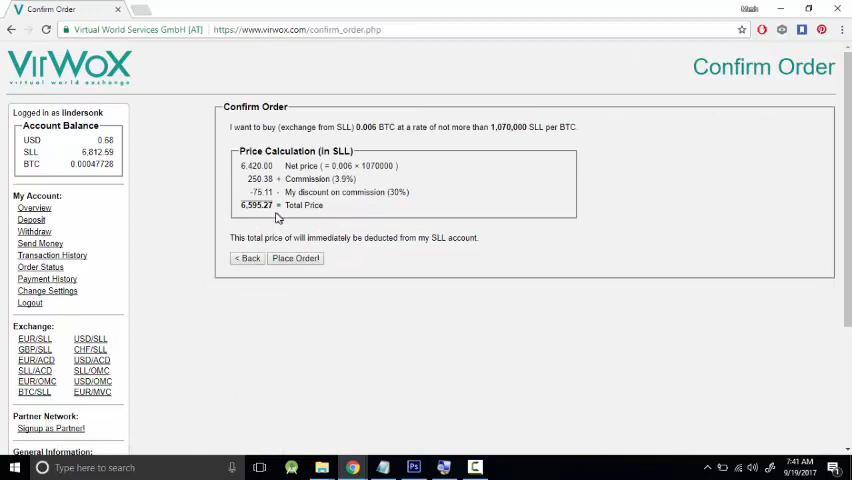 Confirm Order
Virtual World Services GmbH [AT] https://www.virwox.com/confirm_order.php
VirWoX
virtual world exchange
Confirm Order
Logged in as lindersonk
Account Balance
USD 0.68
SLL 6,812.59
BTC 0.00047728
My Account:
Overview
Deposit
Withdraw
Send Money
Transaction History
Order Status
Payment History
Change Settings
Logout
Exchange:
EUR/SLL USD/SLL
GBP/SLL CHF/SLL
EUR/ACD USD/ACD
SLL/ACD SLL/OMC
EUR/OMC USD/OMC
BTC/SLL EUR/MVC
Partner Network:
Signup as Partner!
General Information:
Confirm Order
I want to buy (exchange from SLL) 0.006 BTC at a rate of not more than 1,070,000 SLL per BTC.
Price Calculation (in SLL)
6,420.00 Net price ( = 0.006 × 1070000 )
250.38 + Commission (3.9%)
-75.11 - My discount on commission (30%)
6,595.27 = Total Price
This total price of will immediately be deducted from my SLL account.
< Back Place Order!
Type here to search
7:41 AM
9/19/2017